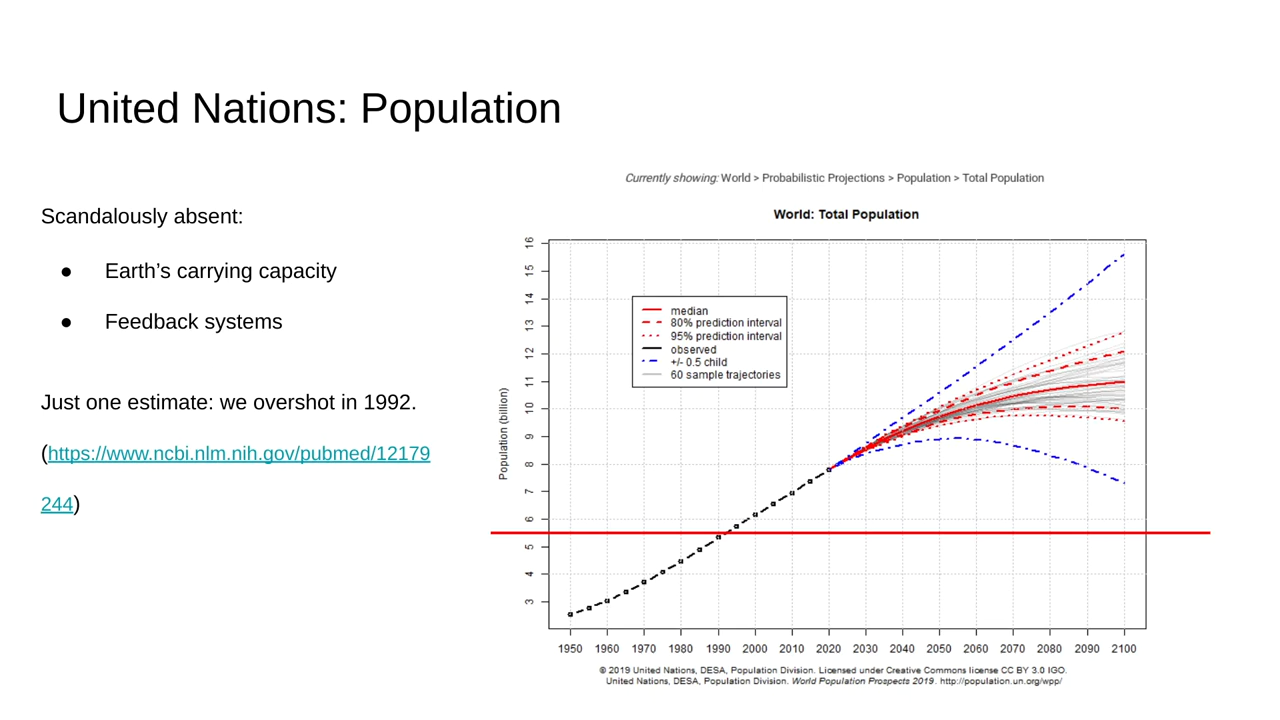 United Nations: Population
Scandalously absent:
● Earth’s carrying capacity
● Feedback systems
Just one estimate: we overshot in 1992.
(https://www.ncbi.nlm.nih.gov/pubmed/12179
244)
Currently showing: World > Probabilistic Projections > Population > Total Population
World: Total Population
Population (billion)
16
15
14
13
12
11
10
9
8
7
6
5
4
3
median
80% prediction interval
95% prediction interval
observed
+/- 0.5 child
60 sample trajectories
1950 1960 1970 1980 1990 2000 2010 2020 2030 2040 2050 2060 2070 2080 2090 2100
© 2019 United Nations, DESA, Population Division. Licensed under Creative Commons license CC BY 3.0 IGO.
United Nations, DESA, Population Division. World Population Prospects 2019. http://population.un.org/wpp/